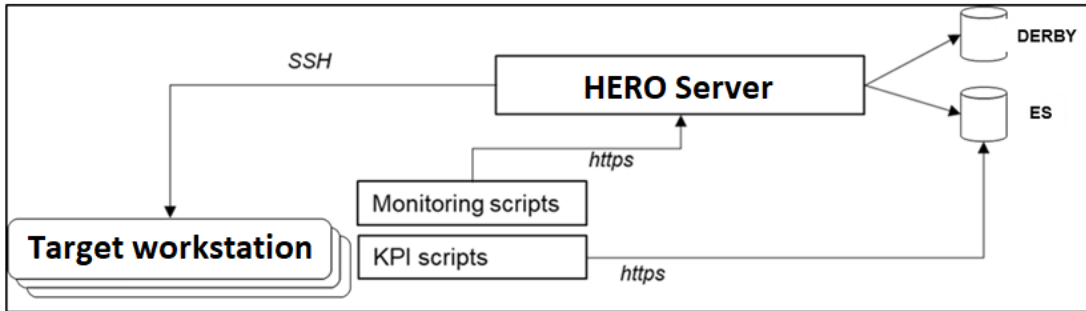 DERBY
SSH
HERO Server
ES
https
Monitoring scripts
Target workstation
KPI scripts
https